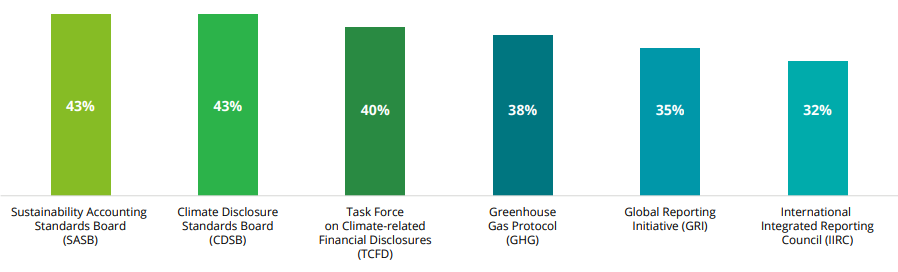 43%
43%
40%
38%
35%
32%
Sustainability Accounting
Standards Board
(SASB)
Climate Disclosure
Standards Board
(CDSB)
Task Force
on Climate-related
Financial Disclosures
(TCFD)
Greenhouse
Gas Protocol
(GHG)
Global Reporting
Initiative (GRI)
International
Integrated Reporting
Council (IIRC)